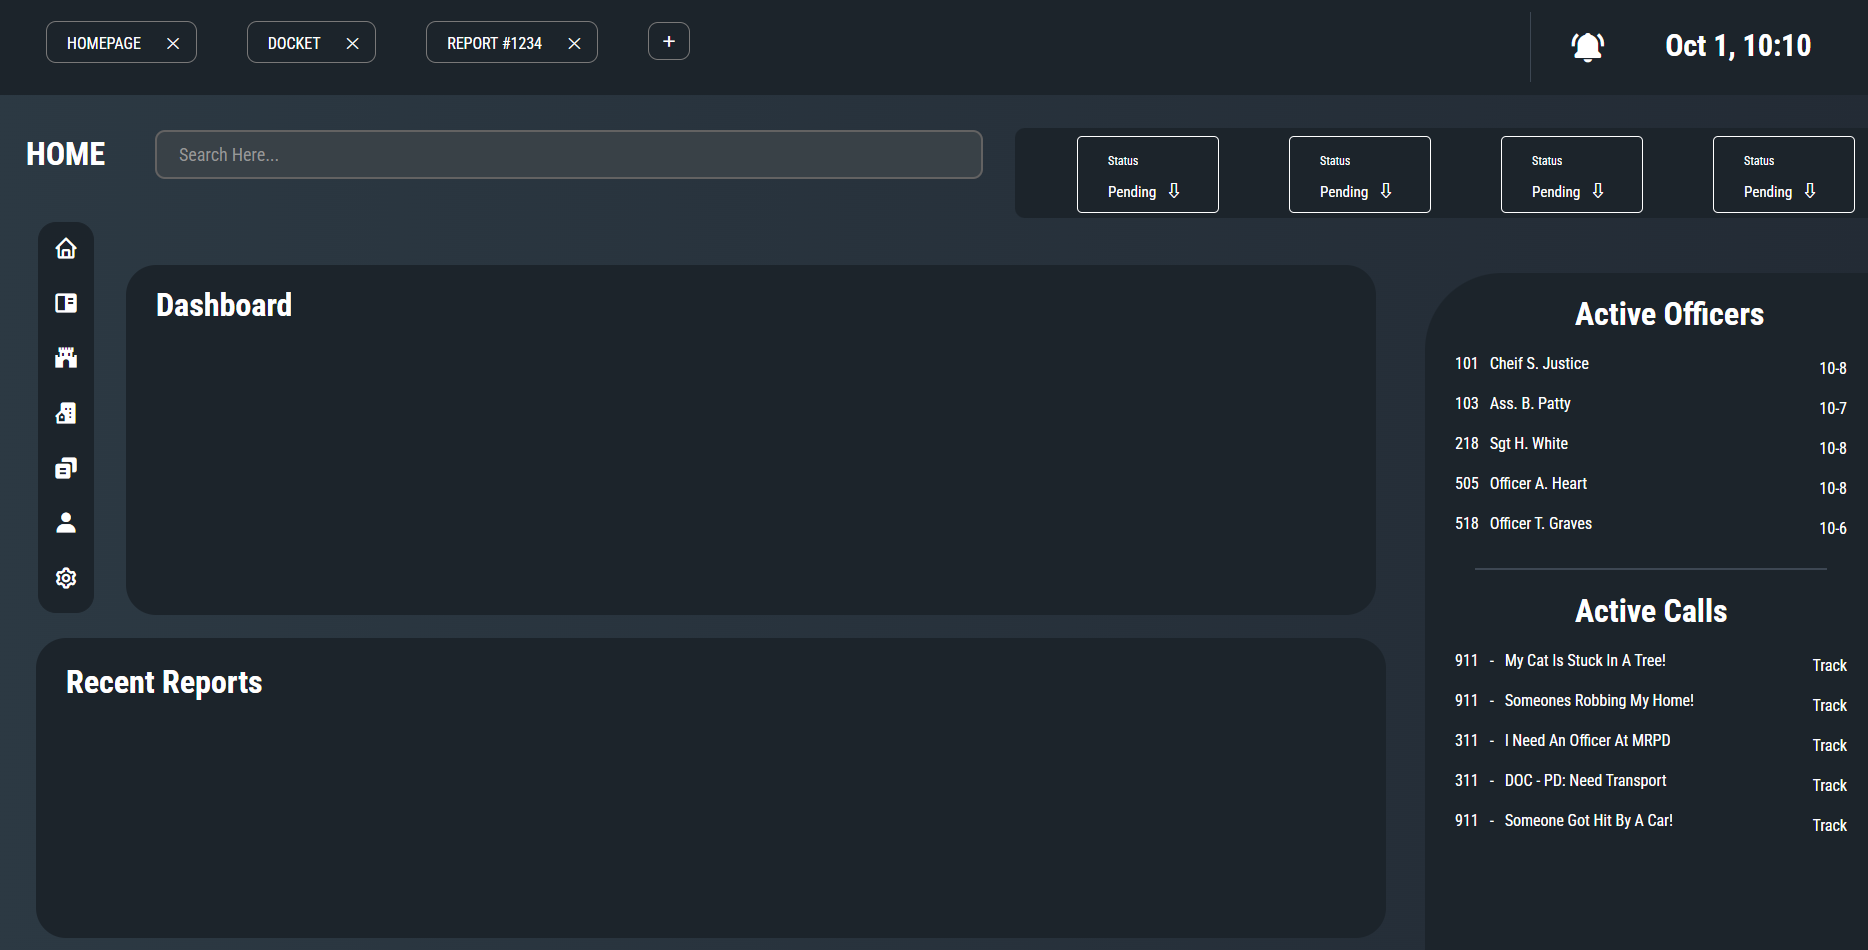 HOMEPAGE
DOCKET
REPORT #1234
+
Oct 1, 10:10
HOME
Search Here...
Status
Pending
Status
Pending
Status
Pending
Status
Pending
Dashboard
Recent Reports
Active Officers
101 Cheif S. Justice 10-8
103 Ass. B. Patty 10-7
218 Sgt H. White 10-8
505 Officer A. Heart 10-8
518 Officer T. Graves 10-6
Active Calls
911 - My Cat Is Stuck In A Tree! Track
911 - Someones Robbing My Home! Track
311 - I Need An Officer At MRPD Track
311 - DOC - PD: Need Transport Track
911 - Someone Got Hit By A Car! Track